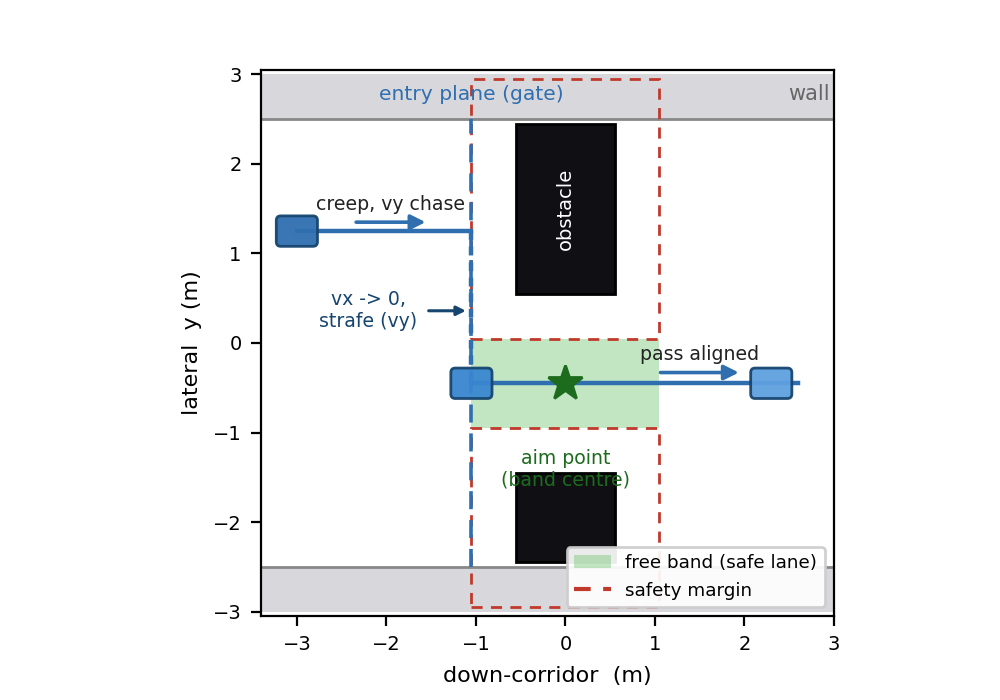 entry plane (gate)
wall
creep, vy chase
obstacle
vx -> 0,
strafe (vy)
pass aligned
aim point
(band centre)
free band (safe lane)
safety margin
3
2
1
0
−1
−2
−3
lateral y (m)
−3
−2
−1
0
1
2
3
down-corridor (m)